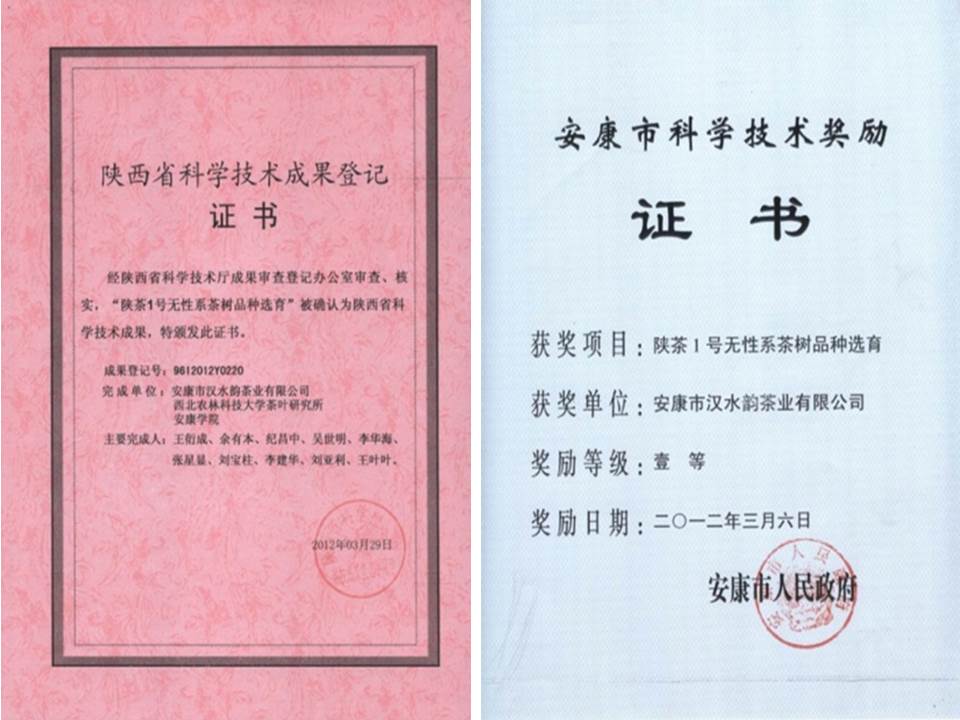 陕西省科学技术成果登记
证书
经陕西省科学技术厅成果审查登记办公室审查、核
实，“陕茶1号无性系茶树品种选育”被确认为陕西省科
学技术成果，特颁发此证书。
成果登记号：9612012Y0220
完成单位：安康市汉水韵茶业有限公司
西北农林科技大学茶叶研究所
安康学院
主要完成人：王衍成、余有本、纪昌中、吴世明、李华海、
张星显、刘宝柱、李建华、刘亚利、王叶叶。
2012年03月29日
安康市科学技术奖励
证书
获奖项目：陕茶1号无性系茶树品种选育
获奖单位：安康市汉水韵茶业有限公司
奖励等级：壹等
奖励日期：二〇一二年三月六日
安康市人民政府